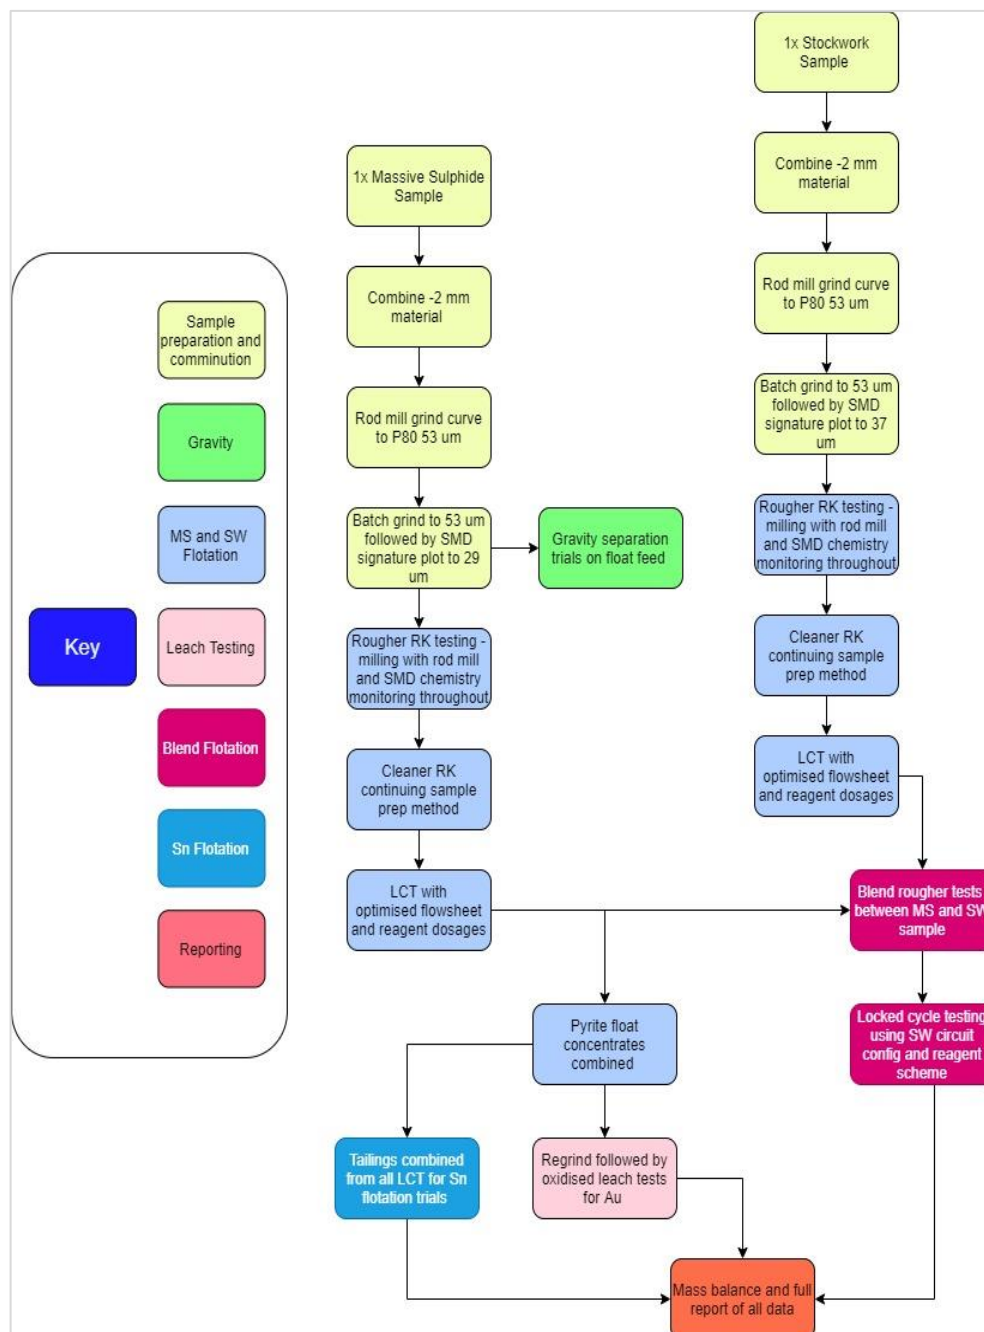 1x Stockwork
Sample
Combine -2 mm
material
Rod mill grind curve
to P80 53 um
Batch grind to 53 um
followed by SMD
signature plot to 37
um
Rougher RK testing -
milling with rod mill
and SMD chemistry
monitoring throughout
Cleaner RK
continuing sample
prep method
LCT with
optimised flowsheet
and reagent dosages
1x Massive Sulphide
Sample
Combine -2 mm
material
Rod mill grind curve
to P80 53 um
Batch grind to 53 um
followed by SMD
signature plot to 29
um
Gravity separation
trials on float feed
Rougher RK testing -
milling with rod mill
and SMD chemistry
monitoring throughout
Cleaner RK
continuing sample
prep method
LCT with
optimised flowsheet
and reagent dosages
Key
Sample
preparation and
comminution
Gravity
MS and SW
Flotation
Leach Testing
Blend Flotation
Sn Flotation
Reporting
Blend rougher tests
between MS and SW
sample
Locked cycle testing
using SW circuit
config and reagent
scheme
Pyrite float
concentrates
combined
Tailings combined
from all LCT for Sn
flotation trials
Regrind followed by
oxidised leach tests
for Au
Mass balance and full
report of all data